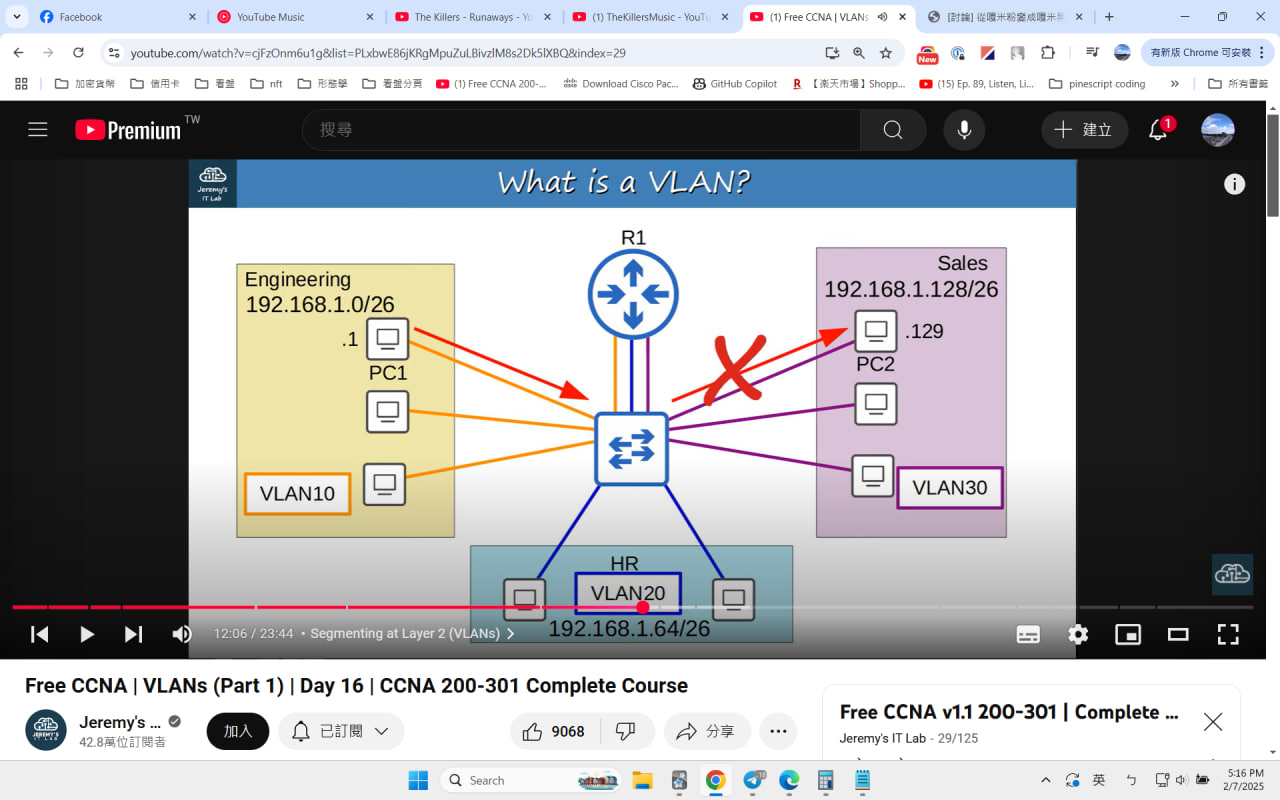 Facebook
YouTube Music
The Killers - Runaways - Yo
(1) TheKillersMusic - YouTu
(1) Free CCNA | VLANs
[討論] 從嘎米粉變成嘎米黑
youtube.com/watch?v=cjFzOnm6u1g&list=PLxbwE86jKRgMpuZuLBivzlM8s2Dk5lXBQ&index=29
New
有新版 Chrome 可安裝
加密貨幣
信用卡
看盤
nft
形態學
看盤分頁
(1) Free CCNA 200-...
Download Cisco Pac...
GitHub Copilot
【楽天市場】Shopp...
(15) Ep. 89, Listen, Li...
pinescript coding
所有書籤
Premium TW
搜尋
建立
1
Jeremy's
IT Lab
What is a VLAN?
R1
Engineering
192.168.1.0/26
.1
PC1
VLAN10
Sales
192.168.1.128/26
.129
PC2
VLAN30
HR
VLAN20
192.168.1.64/26
12:06 / 23:44 • Segmenting at Layer 2 (VLANs)
Free CCNA | VLANs (Part 1) | Day 16 | CCNA 200-301 Complete Course
JEREMY'S
Jeremy's ...
42.8萬位訂閱者
加入
已訂閱
9068
分享
Free CCNA v1.1 200-301 | Complete ...
Jeremy's IT Lab - 29/125
Search
英
ㄅ
5:16 PM
2/7/2025